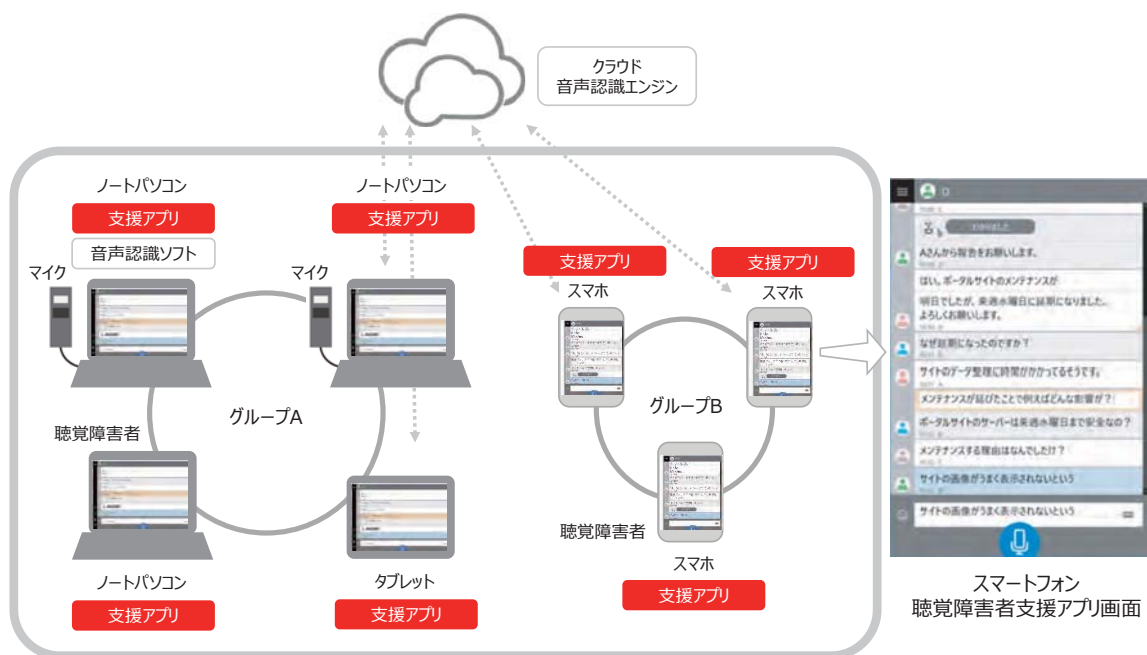 クラウド
音声認識エンジン
ノートパソコン
支援アプリ
音声認識ソフト
マイク
ノートパソコン
支援アプリ
マイク
グループA
聴覚障害者
ノートパソコン
支援アプリ
タブレット
支援アプリ
支援アプリ
スマホ
支援アプリ
スマホ
グループB
聴覚障害者
スマホ
支援アプリ
Aさんから報告をお願いします。
はい。ポータルサイトのメンテナンスが
明日でしたが、来週水曜日に延期になりました。
よろしくお願いします。
なぜ延期になったのですか？
サイトのデータ整理に時間がかかってるそうです。
メンテナンスが延びたことで例えばどんな影響が？
ポータルサイトのサーバーは来週水曜日まで安全なの？
メンテナンスする理由はなんでしたけ？
サイトの画像がうまく表示されないという
サイトの画像がうまく表示されないという
スマートフォン
聴覚障害者支援アプリ画面